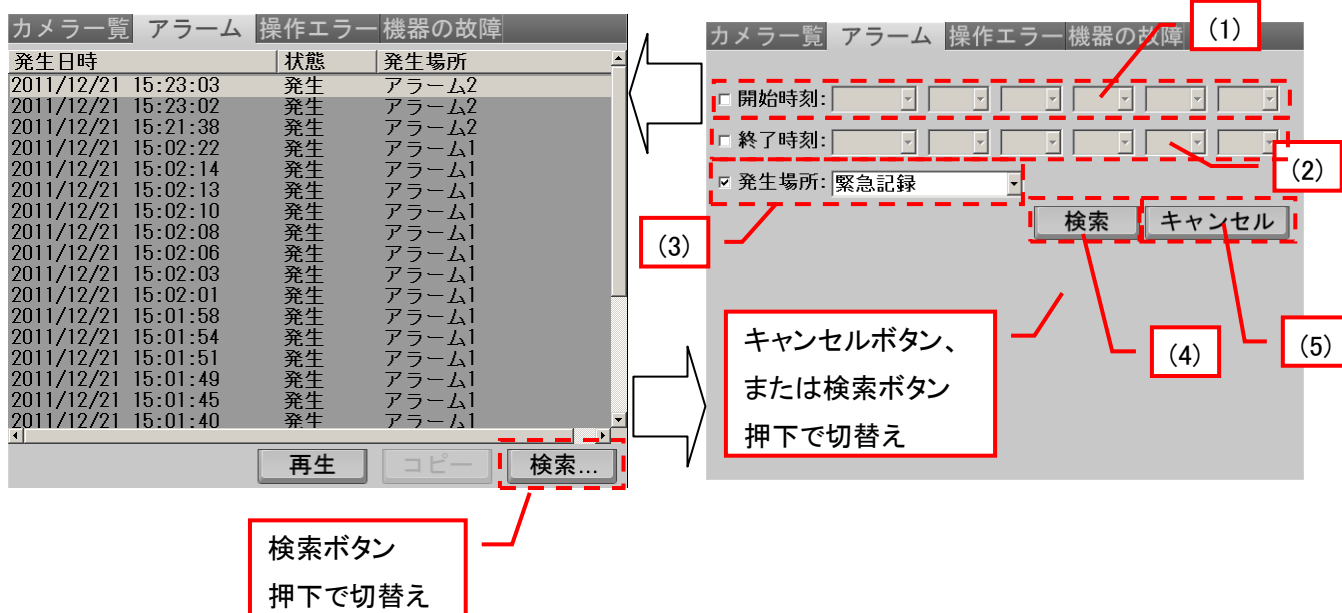 カメラ一覧 アラーム 操作エラー 機器の故障
発生日時 状態 発生場所
2011/12/21 15:23:03 発生 アラーム2
2011/12/21 15:23:02 発生 アラーム2
2011/12/21 15:21:38 発生 アラーム2
2011/12/21 15:02:22 発生 アラーム1
2011/12/21 15:02:14 発生 アラーム1
2011/12/21 15:02:13 発生 アラーム1
2011/12/21 15:02:10 発生 アラーム1
2011/12/21 15:02:08 発生 アラーム1
2011/12/21 15:02:06 発生 アラーム1
2011/12/21 15:02:03 発生 アラーム1
2011/12/21 15:02:01 発生 アラーム1
2011/12/21 15:01:58 発生 アラーム1
2011/12/21 15:01:54 発生 アラーム1
2011/12/21 15:01:51 発生 アラーム1
2011/12/21 15:01:49 発生 アラーム1
2011/12/21 15:01:45 発生 アラーム1
2011/12/21 15:01:40 発生 アラーム1
再生 コピー 検索...
検索ボタン
押下で切替え
カメラ一覧 アラーム 操作エラー 機器の故障
(1)
開始時刻:
終了時刻:
(2)
発生場所: 緊急記録
(3)
検索 キャンセル
キャンセルボタン、
または検索ボタン
押下で切替え
(4)
(5)